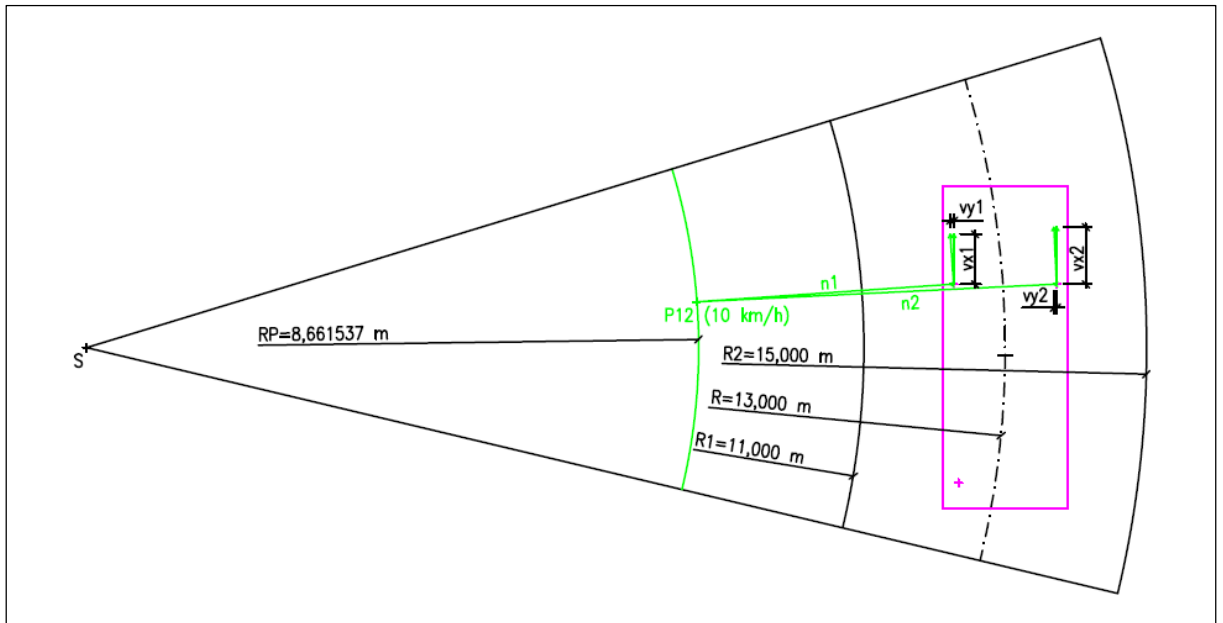 vy1
vx1
vx2
n1
n2
vy2
P12 (10 km/h)
RP=8,661537 m
S
R2=15,000 m
T
R=13,000 m
R1=11,000 m